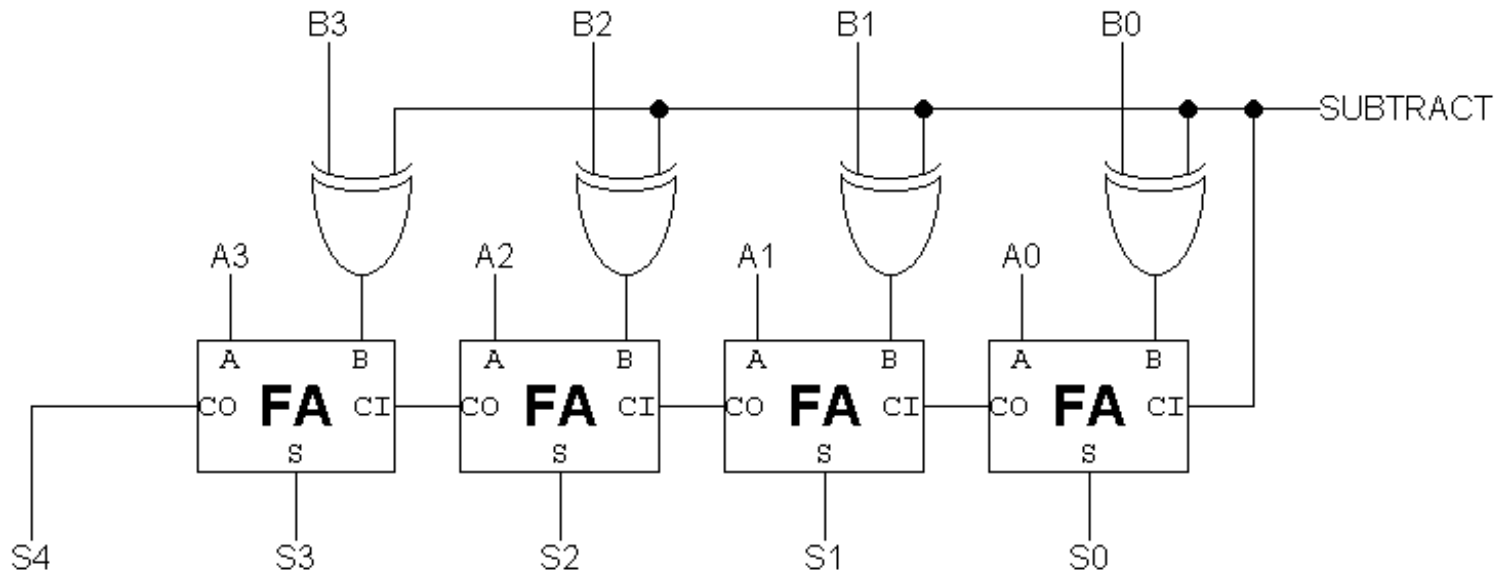 B3 B2 B1 B0
SUBTRACT
A3 A2 A1 A0
A B A B A B A B
CO FA CI CO FA CI CO FA CI CO FA CI
S S S S
S4 S3 S2 S1 S0